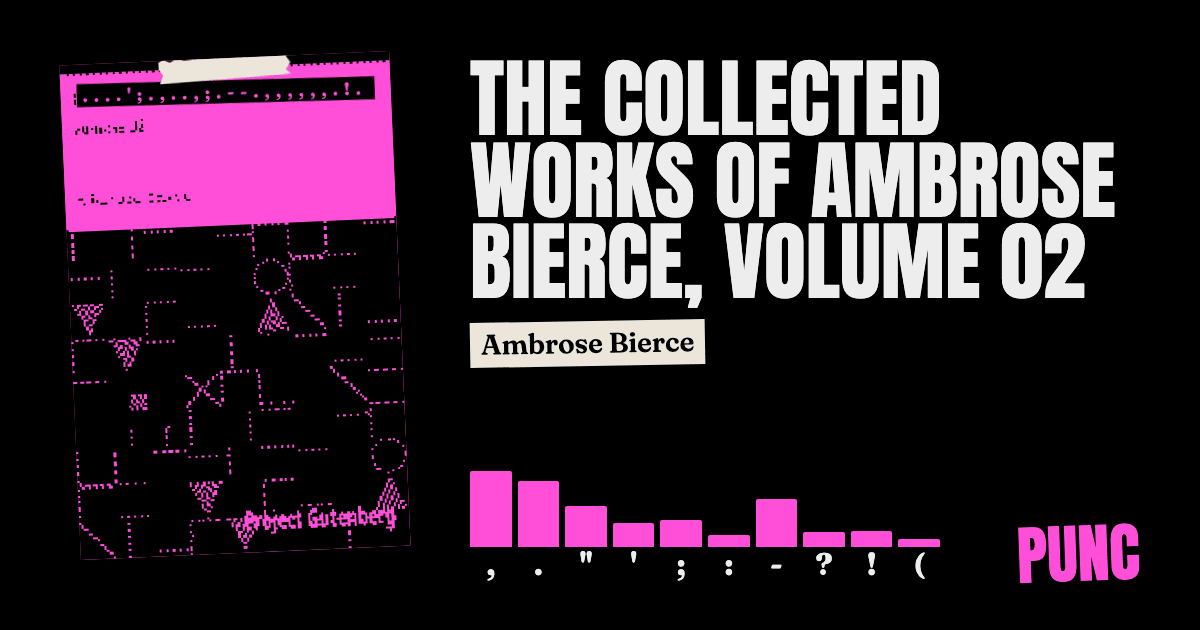 THE COLLECTED
WORKS OF AMBROSE
BIERCE, VOLUME 02
Ambrose Bierce
Project Gutenberg
, . " ' ; : - ? ! (
PUNC